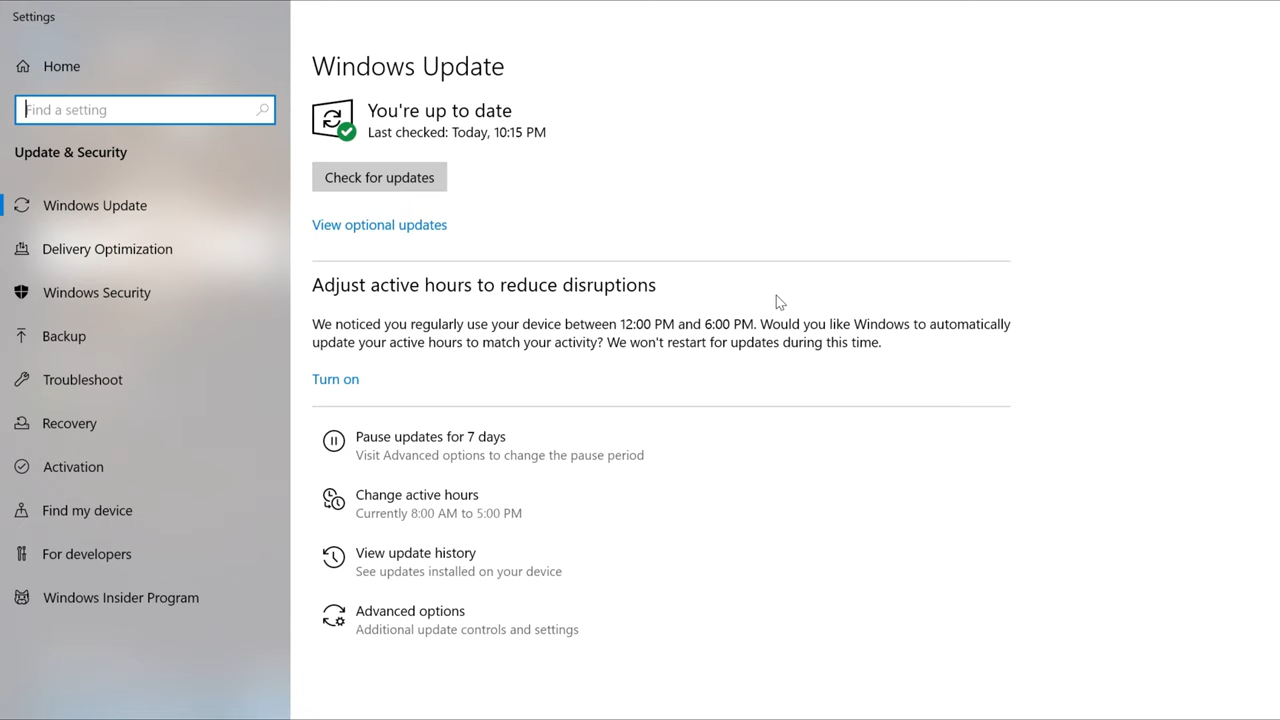 Settings
Home
Find a setting
Update & Security
Windows Update
Delivery Optimization
Windows Security
Backup
Troubleshoot
Recovery
Activation
Find my device
For developers
Windows Insider Program
Windows Update
You're up to date
Last checked: Today, 10:15 PM
Check for updates
View optional updates
Adjust active hours to reduce disruptions
We noticed you regularly use your device between 12:00 PM and 6:00 PM. Would you like Windows to automatically
update your active hours to match your activity? We won't restart for updates during this time.
Turn on
Pause updates for 7 days
Visit Advanced options to change the pause period
Change active hours
Currently 8:00 AM to 5:00 PM
View update history
See updates installed on your device
Advanced options
Additional update controls and settings